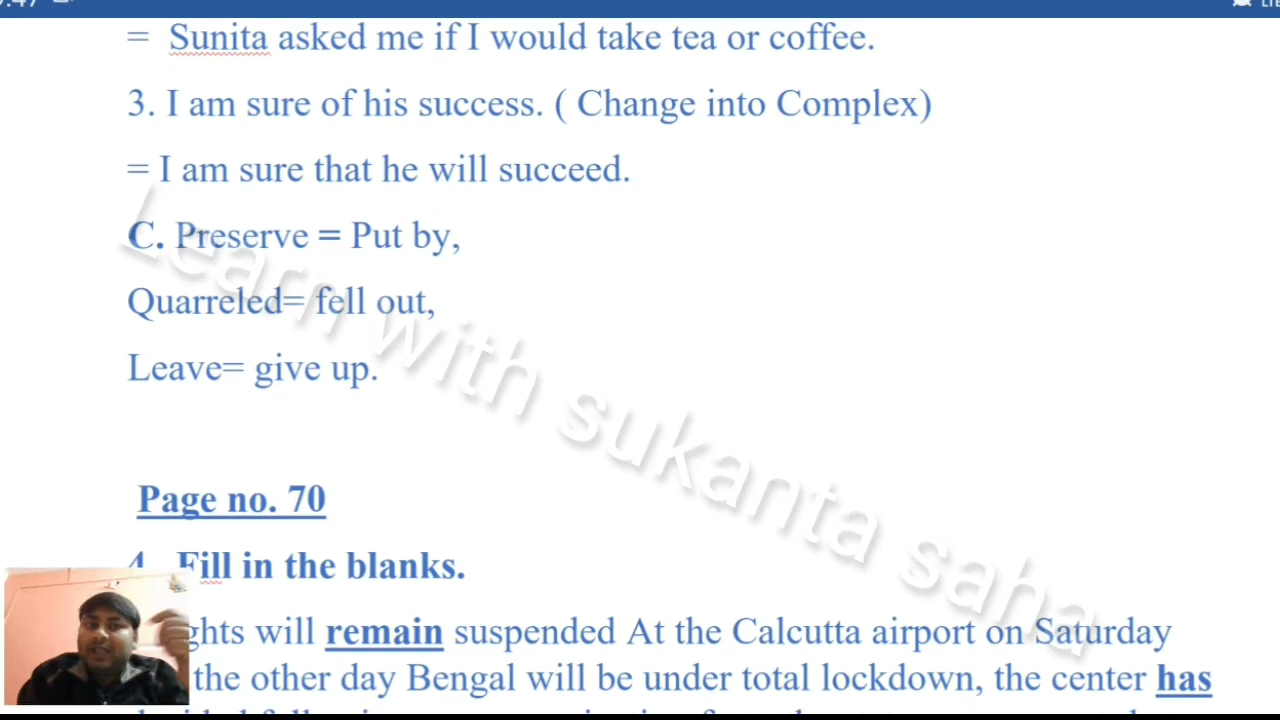 = Sunita asked me if I would take tea or coffee.
3. I am sure of his success. ( Change into Complex)
= I am sure that he will succeed.
C. Preserve = Put by,
Quarreled= fell out,
Leave= give up.
Learn with sukanta saha
Page no. 70
4. Fill in the blanks.
will remain suspended At the Calcutta airport on Saturday
the other day Bengal will be under total lockdown, the center has